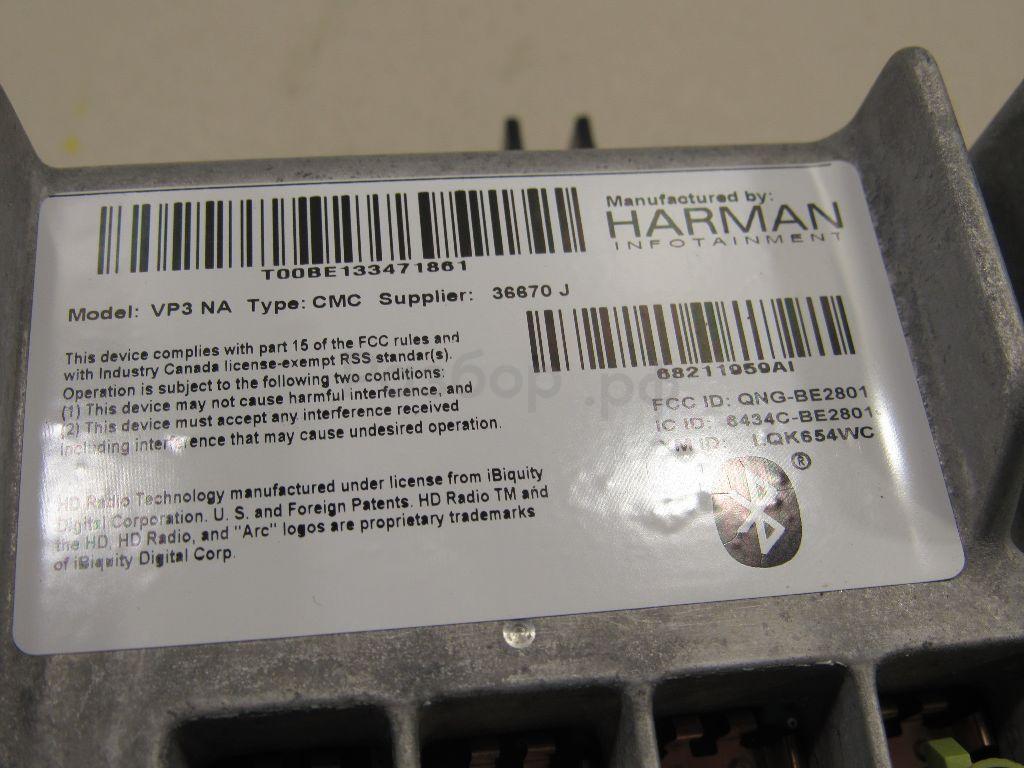 Manufactured by:
HARMAN
INFOTAINMENT
T00BE133471861
Model: VP3 NA Type: CMC Supplier: 36670 J
This device complies with part 15 of the FCC rules and
with Industry Canada license-exempt RSS standar(s).
Operation is subject to the following two conditions:
(1) This device may not cause harmful interference, and
(2) This device must accept any interference received
including interference that may cause undesired operation.
68211959AI
FCC ID: QNG-BE2801
IC ID: 6434C-BE2801
ID: LQK654WC
®
HD Radio Technology manufactured under license from iBiquity
Digital Corporation. U. S. and Foreign Patents. HD Radio TM and
the HD, HD Radio, and "Arc" logos are proprietary trademarks
of iBiquity Digital Corp.
бор .рф